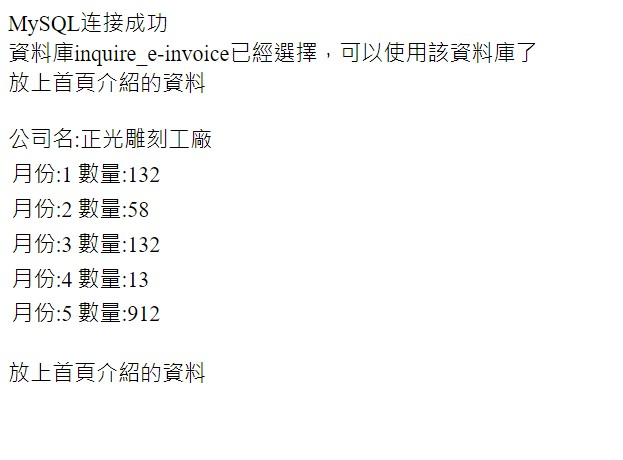 MySQL连接成功
資料庫inquire_e-invoice已經選擇，可以使用該資料庫了
放上首頁介紹的資料
公司名:正光雕刻工廠
月份:1 數量:132
月份:2 數量:58
月份:3 數量:132
月份:4 數量:13
月份:5 數量:912
放上首頁介紹的資料